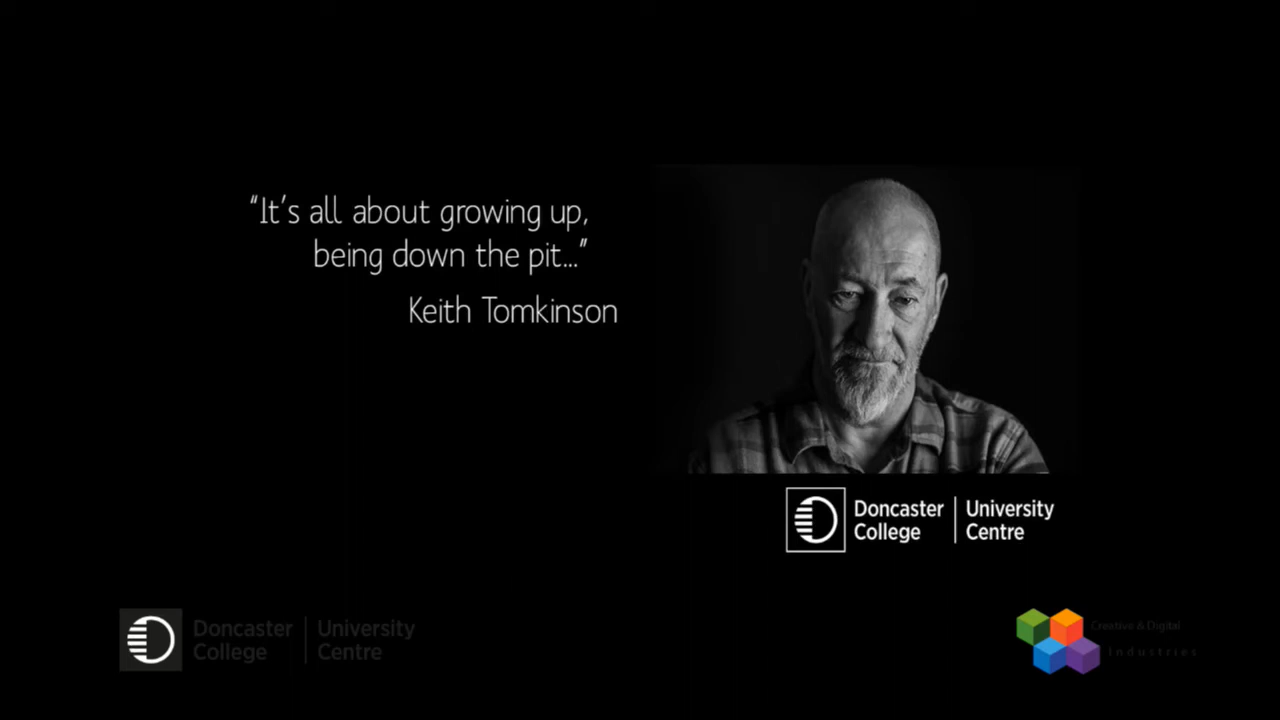 “It’s all about growing up,
being down the pit...”
Keith Tomkinson
Doncaster College | University Centre
Doncaster College | University Centre
Creative & Digital
Industries